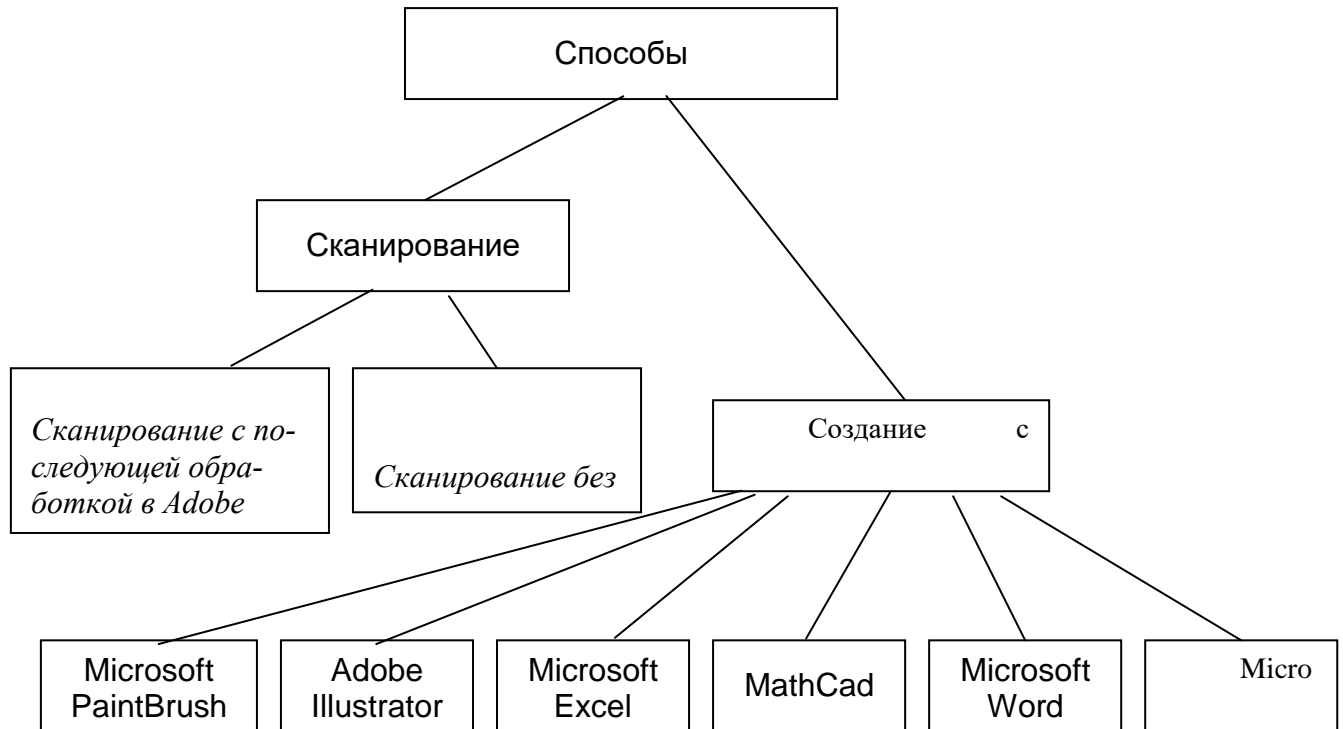 Способы
Сканирование
Сканирование с по-
следующей обра-
боткой в Adobe
Сканирование без
Создание с
Microsoft
PaintBrush
Adobe
Illustrator
Microsoft
Excel
MathCad
Microsoft
Word
Micro